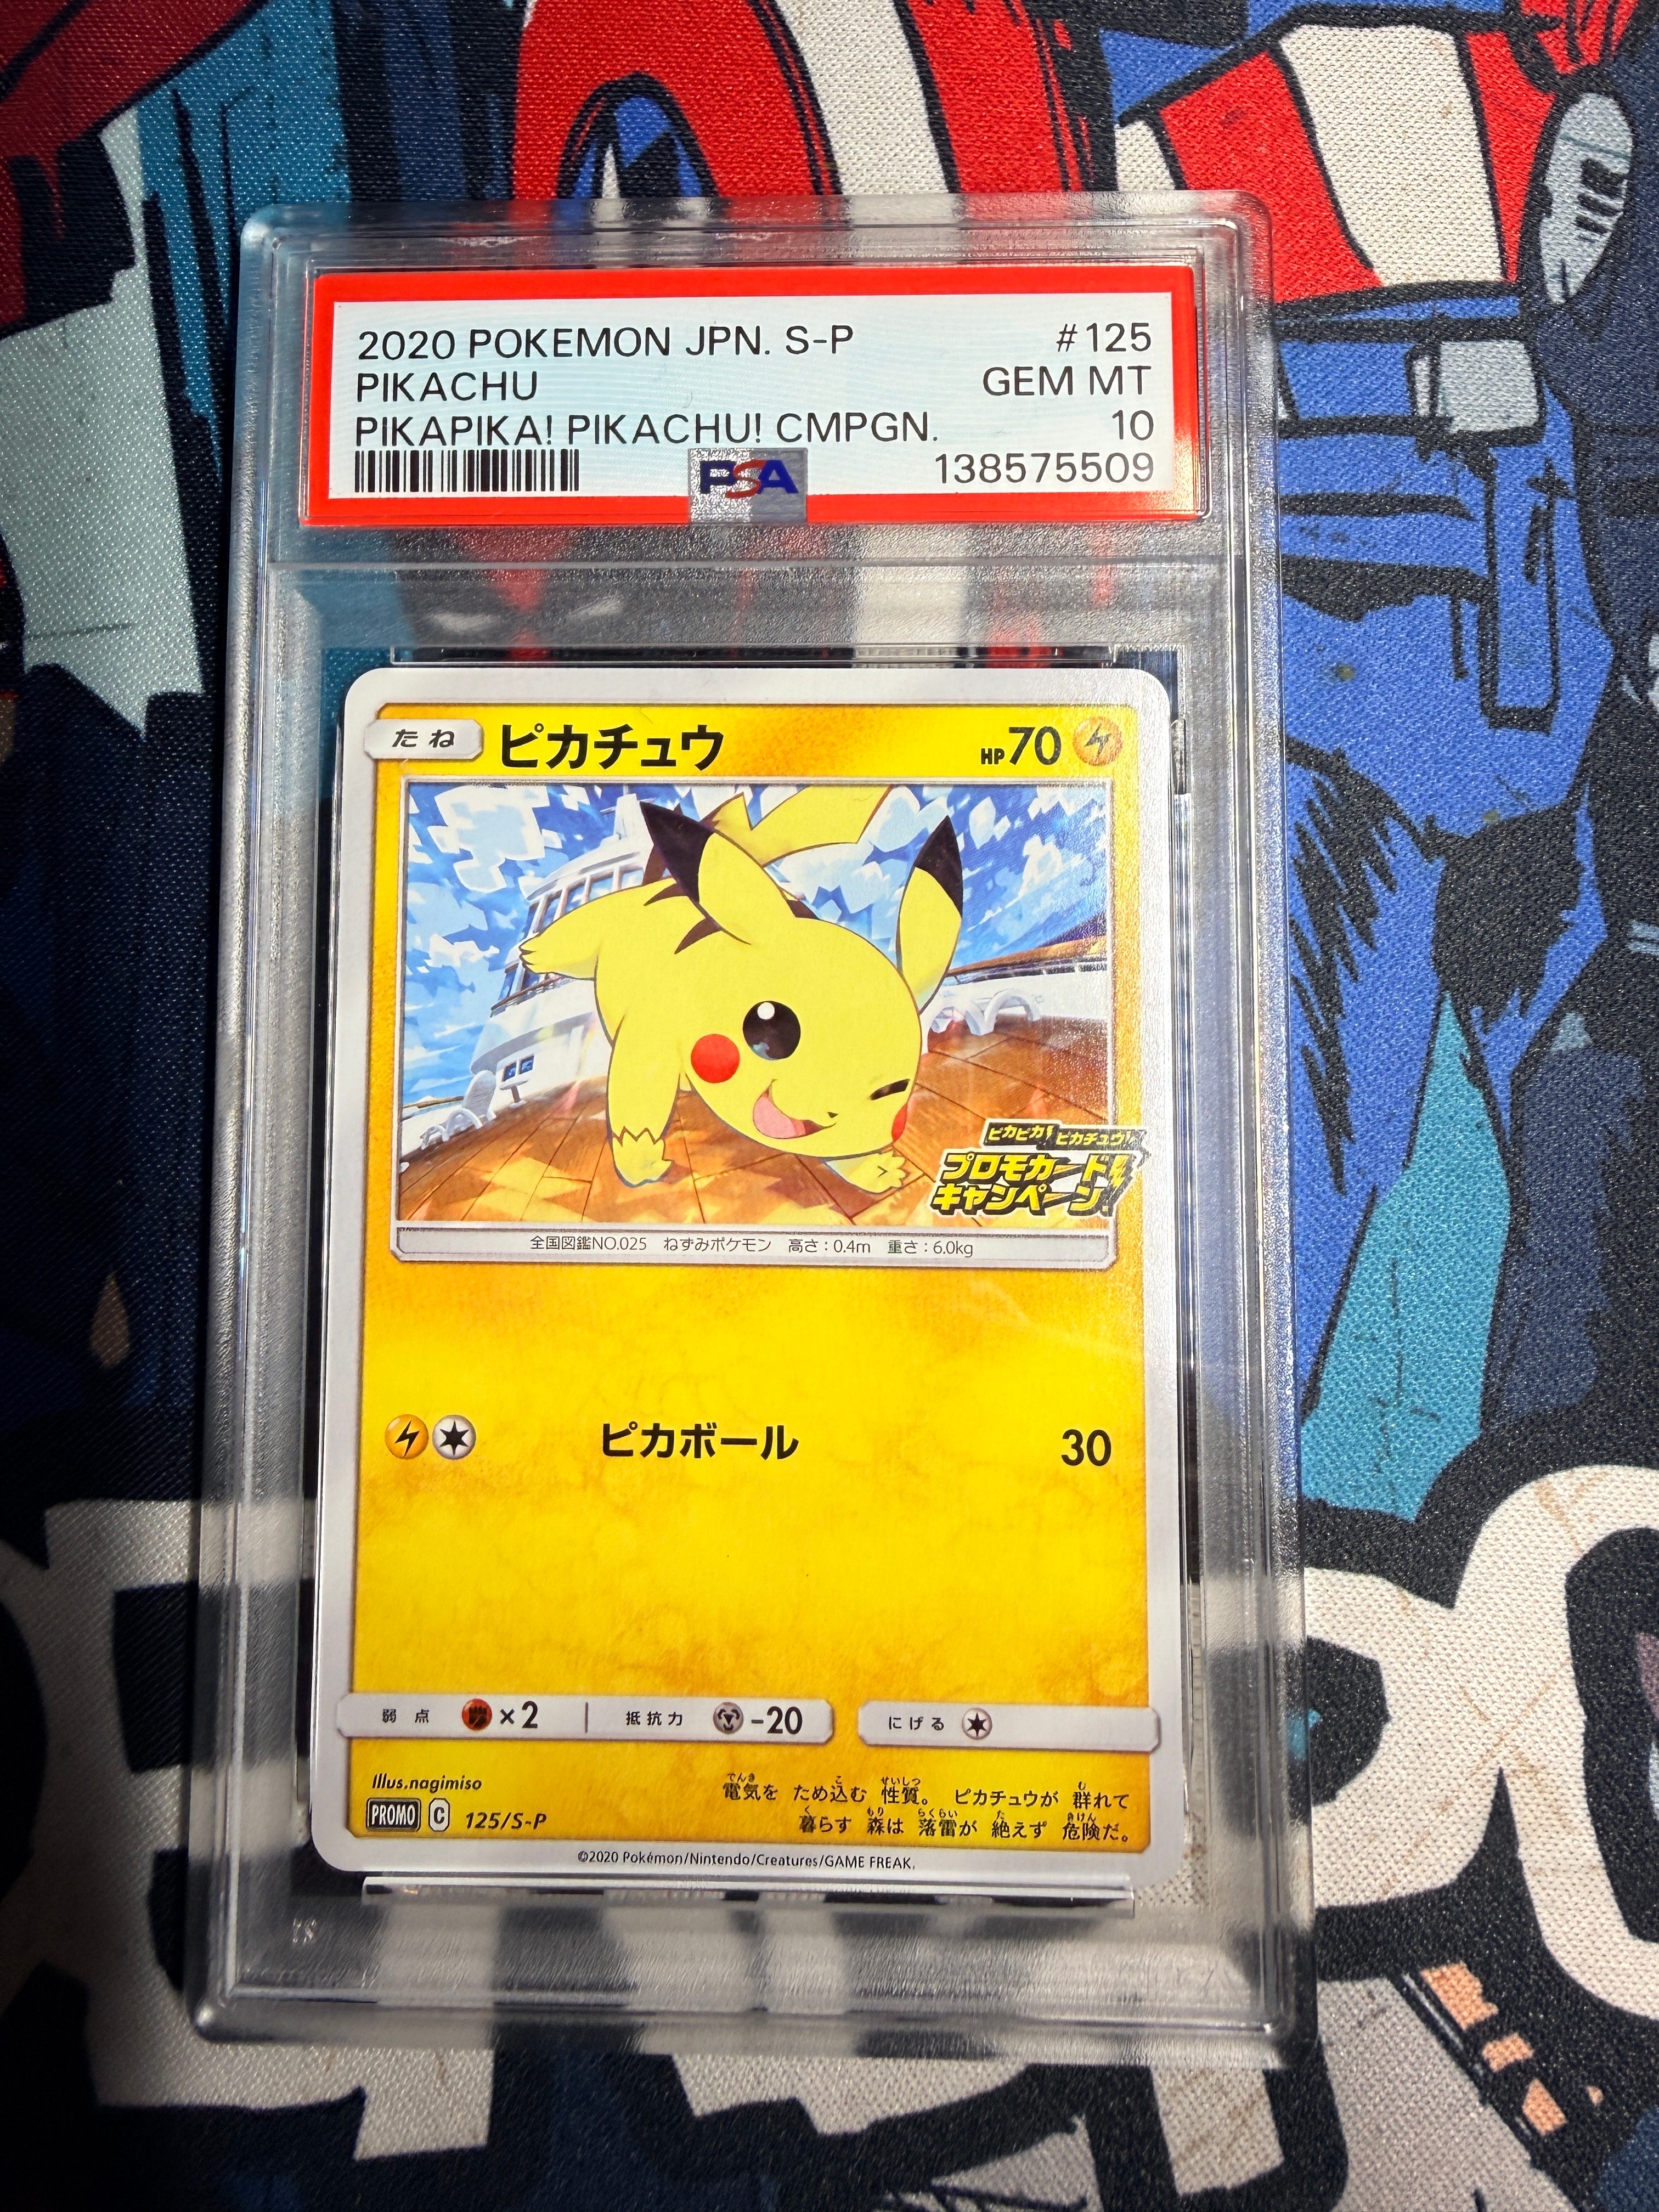 2020 POKEMON JPN. S-P #125
PIKACHU GEM MT
PIKAPIKA! PIKACHU! CMPGN. 10
PSA 138575509
たね ピカチュウ HP70
ピカピカ ピカチュウ
プロモカード
キャンペーン!
全国図鑑NO.025 ねずみポケモン 高さ:0.4m 重さ:6.0kg
ピカボール 30
弱点 ×2 抵抗力 -20 にげる
Illus.nagimiso
PROMO C 125/S-P
電気を ため込む 性質。 ピカチュウが 群れて
暮らす 森は 落雷が 絶えず 危険だ。
©2020 Pokémon/Nintendo/Creatures/GAME FREAK.